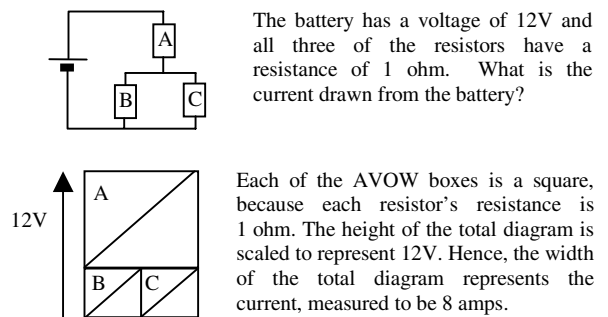 The battery has a voltage of 12V and
all three of the resistors have a
resistance of 1 ohm. What is the
current drawn from the battery?
A
B
C
Each of the AVOW boxes is a square,
because each resistor's resistance is
1 ohm. The height of the total diagram is
scaled to represent 12V. Hence, the width
of the total diagram represents the
current, measured to be 8 amps.
12V
A
B
C